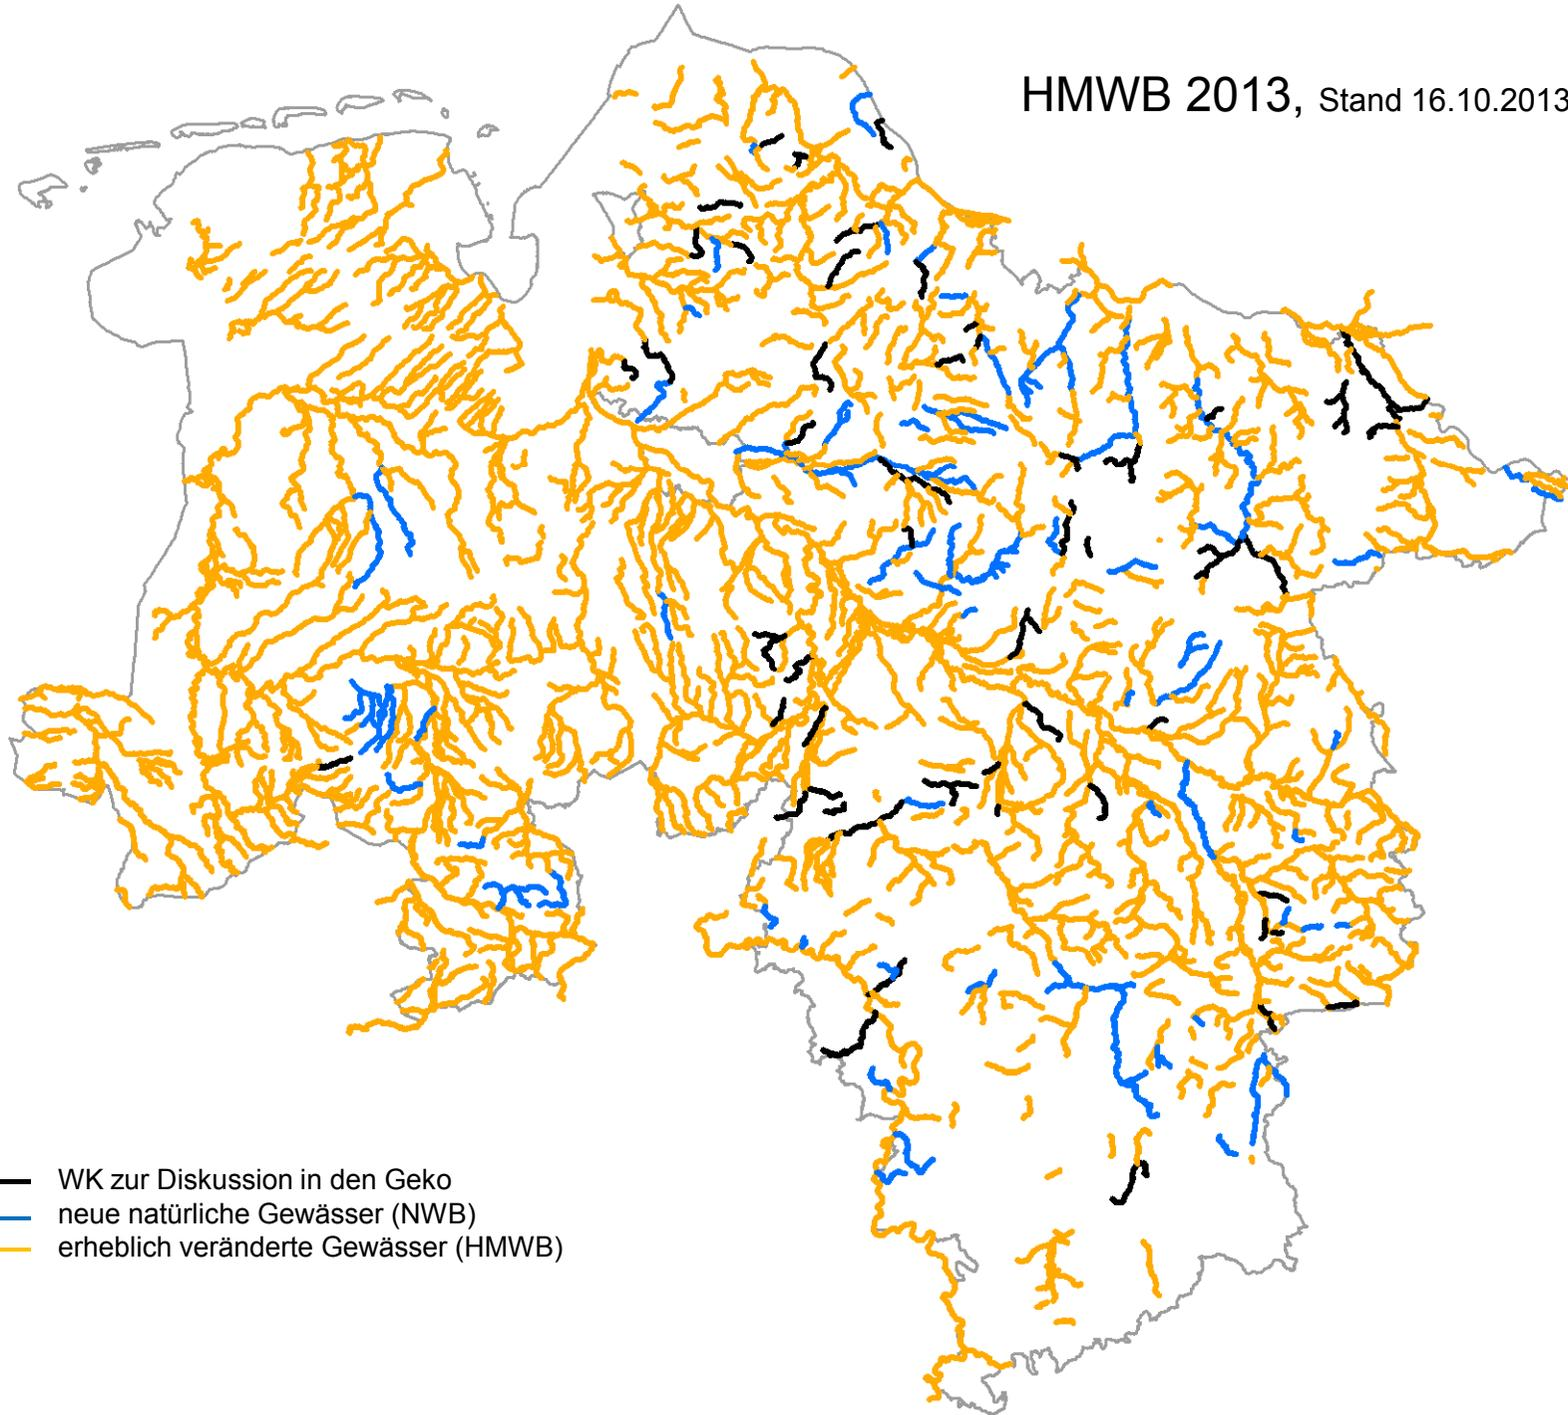 HMWB 2013, Stand 16.10.2013
WK zur Diskussion in den Geko
neue natürliche Gewässer (NWB)
erheblich veränderte Gewässer (HMWB)